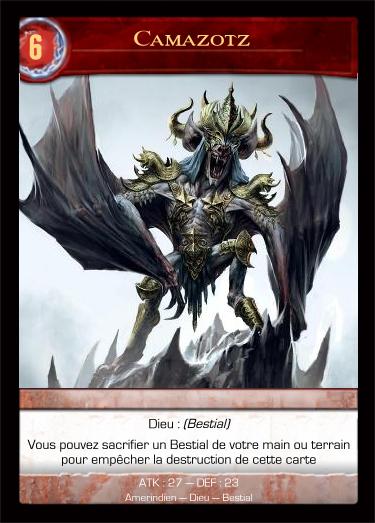 6
Camazotz
Dieu : (Bestial)
Vous pouvez sacrifier un Bestial de votre main ou terrain
pour empêcher la destruction de cette carte
ATK : 27 — DEF : 23
Amerindien — Dieu — Bestial